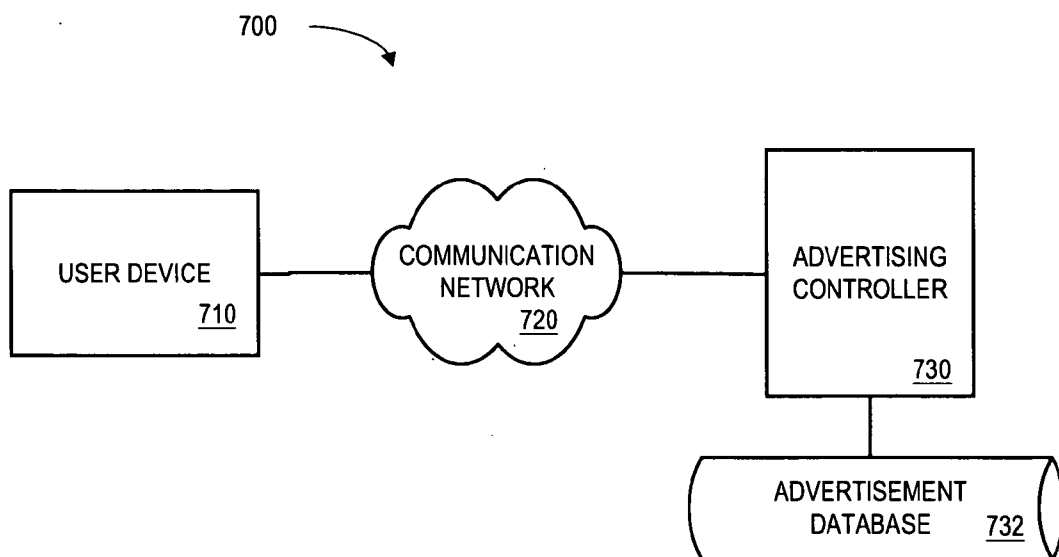 700
USER DEVICE
710
COMMUNICATION
NETWORK
720
ADVERTISING
CONTROLLER
730
ADVERTISEMENT
DATABASE
732